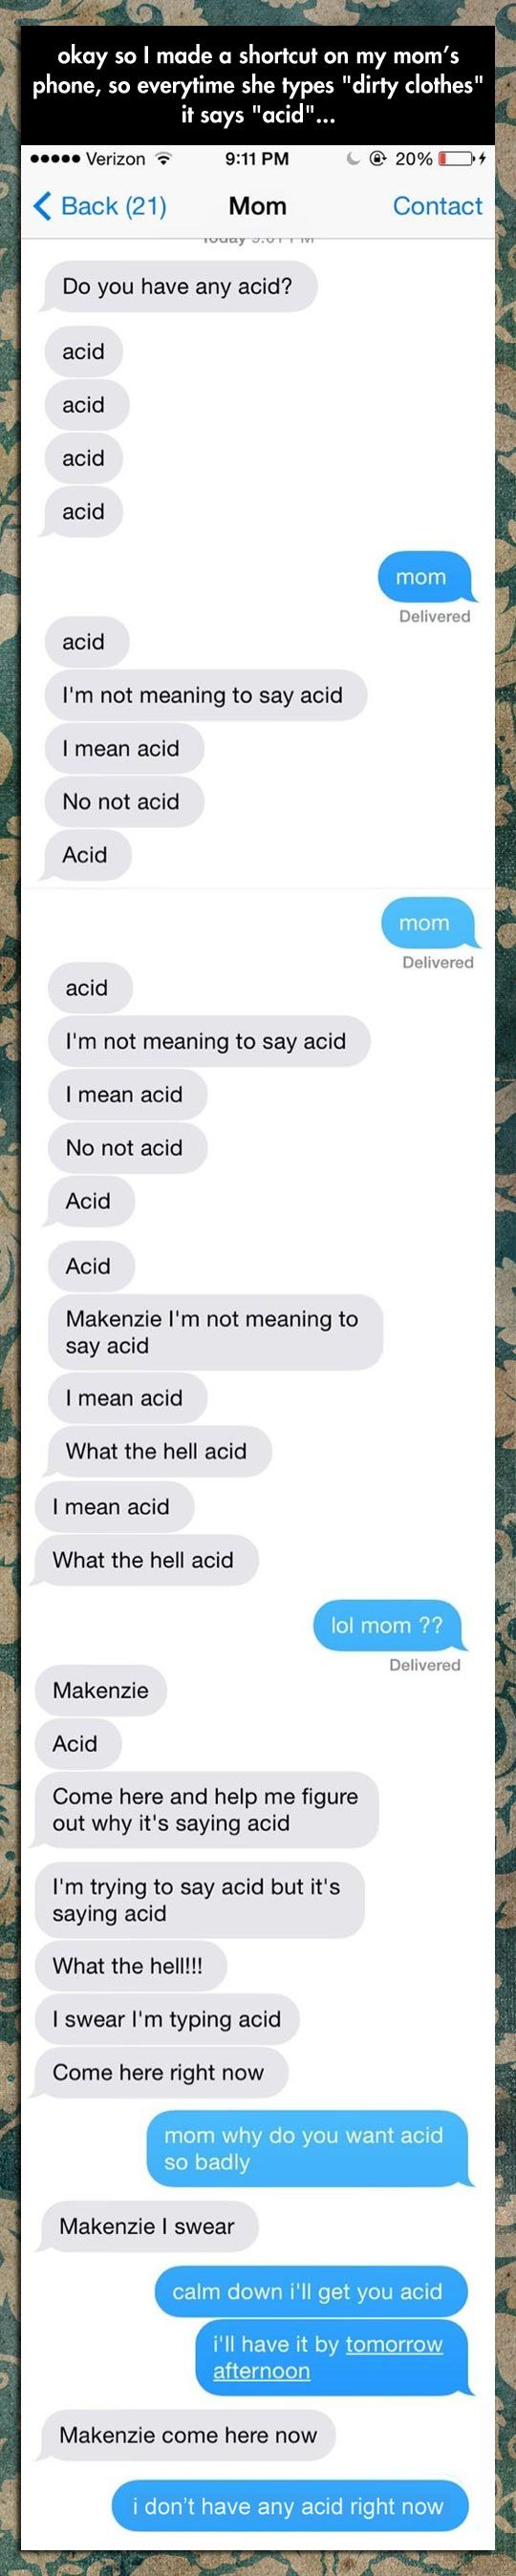 okay so I made a shortcut on my mom's
phone, so everytime she types "dirty clothes"
it says "acid"...
Verizon 9:11 PM 20%
Back (21) Mom Contact
Do you have any acid?
acid
acid
acid
acid
mom
Delivered
acid
I'm not meaning to say acid
I mean acid
No not acid
Acid
mom
Delivered
acid
I'm not meaning to say acid
I mean acid
No not acid
Acid
Acid
Makenzie I'm not meaning to
say acid
I mean acid
What the hell acid
I mean acid
What the hell acid
lol mom ??
Delivered
Makenzie
Acid
Come here and help me figure
out why it's saying acid
I'm trying to say acid but it's
saying acid
What the hell!!!
I swear I'm typing acid
Come here right now
mom why do you want acid
so badly
Makenzie I swear
calm down i'll get you acid
i'll have it by tomorrow
afternoon
Makenzie come here now
i don't have any acid right now